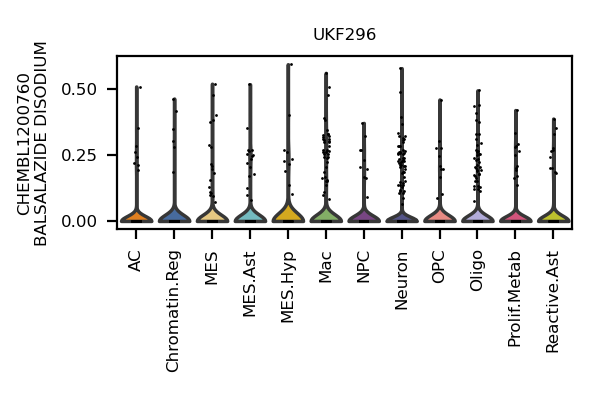 UKF296
CHEMBL1200760
BALSALAZIDE DISODIUM
0.50
0.25
0.00
AC
Chromatin.Reg
MES
MES.Ast
MES.Hyp
Mac
NPC
Neuron
OPC
Oligo
Prolif.Metab
Reactive.Ast